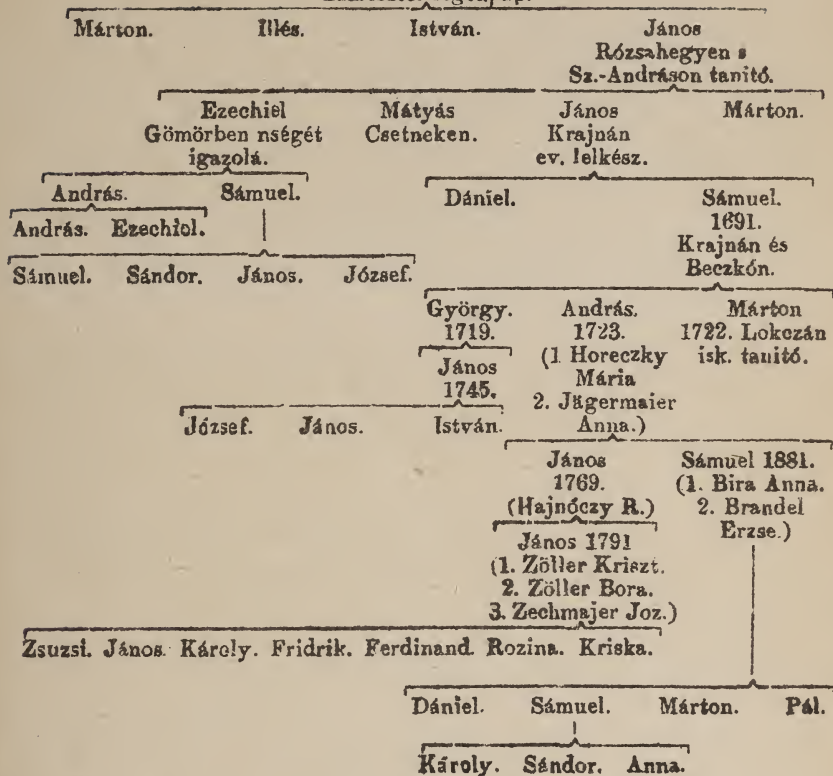 Márton. Illés. István. János
Rózsahegyen s
Sz.-Andráson tanitó.
Ezechiel Mátyás János Márton.
Gömörben nségét Csetneken. Krajnán
igazolá. ev. lelkész.
András. Sámuel. Dániel. Sámuel.
András. Ezechiel. 1691.
Krajnán és
Beczkón.
Sámuel. Sándor. János. József.
György. András. Márton
1719. 1723. 1722. Lokczán
(1 Horeczky isk. tanitó.
János Mária
1745. 2. Jägermaier
József. János. István. Anna.)
János Sámuel 1881.
1769. (1. Bira Anna.
(Hajnóczy R.) 2. Brandel
Erzse.)
János 1791
(1. Zöller Kriszt.
2. Zöller Bora.
3. Zechmajer Joz.)
Zsuzsi. János. Károly. Fridrik. Ferdinand. Rozina. Kriska.
Dániel. Sámuel. Márton. Pál.
Károly. Sándor. Anna.